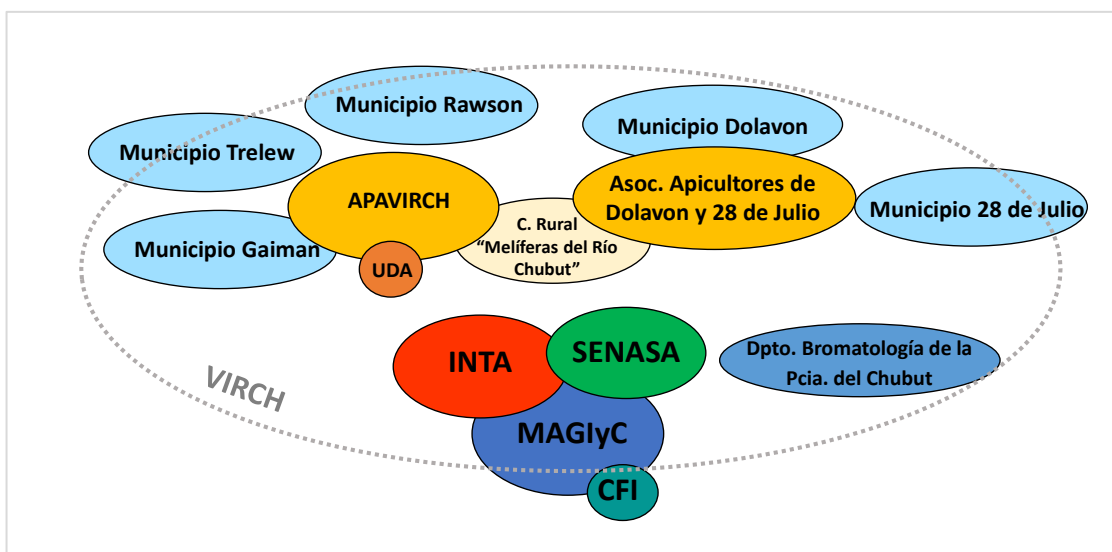 Municipio Rawson
Municipio Dolavon
Municipio Trelew
APAVIRCH
Asoc. Apicultores de
Dolavon y 28 de Julio
Municipio 28 de Julio
C. Rural
“Melíferas del Río
Chubut”
Municipio Gaiman
UDA
INTA
SENASA
Dpto. Bromatología de la
Pcia. del Chubut
VIRCH
MAGIyC
CFI